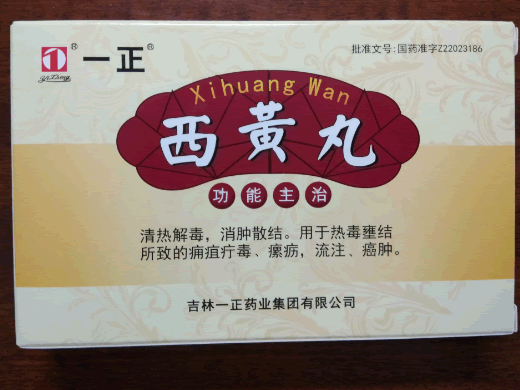 一正
yizheng
批准文号:国药准字Z22023186
Xihuang Wan
西黄丸
功能主治
清热解毒，消肿散结。用于热毒壅结
所致的痈疽疔毒、瘰疬，流注、癌肿。
吉林一正药业集团有限公司